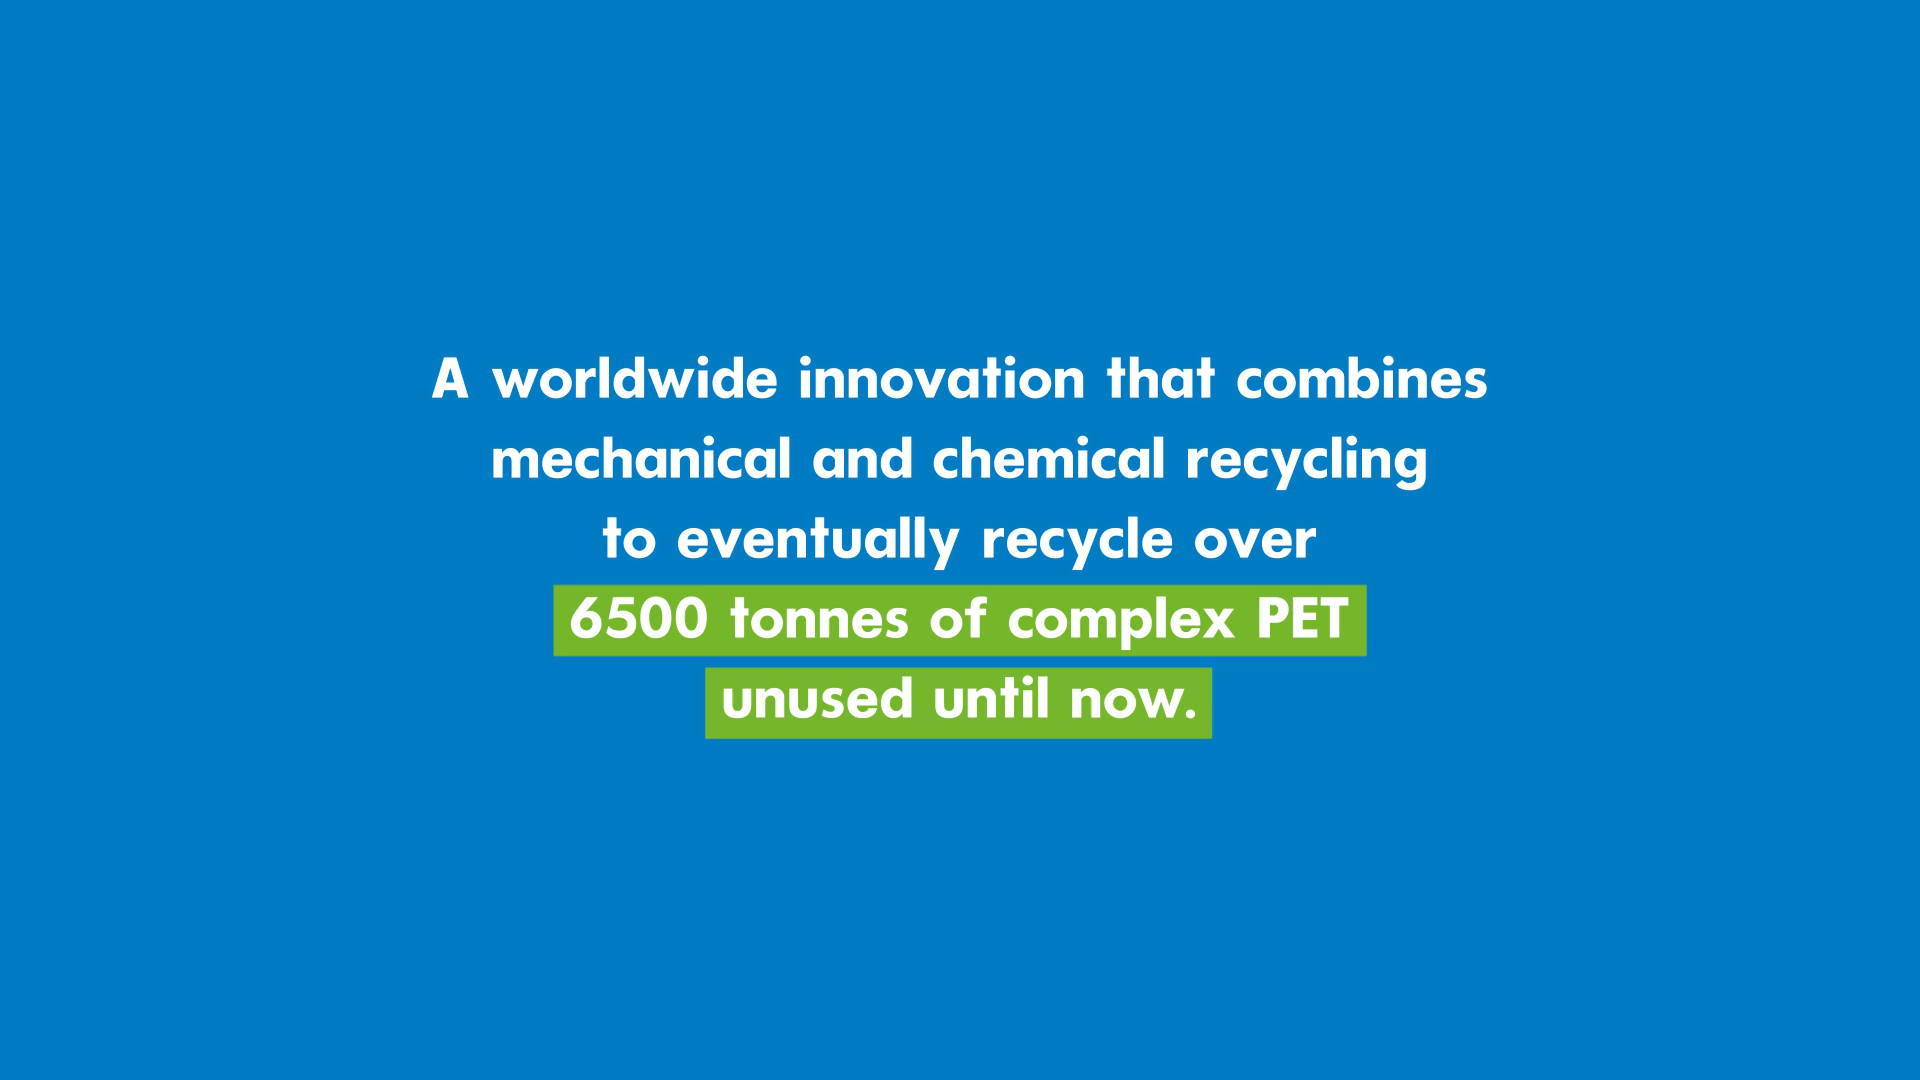 A worldwide innovation that combines
mechanical and chemical recycling
to eventually recycle over
6500 tonnes of complex PET
unused until now.